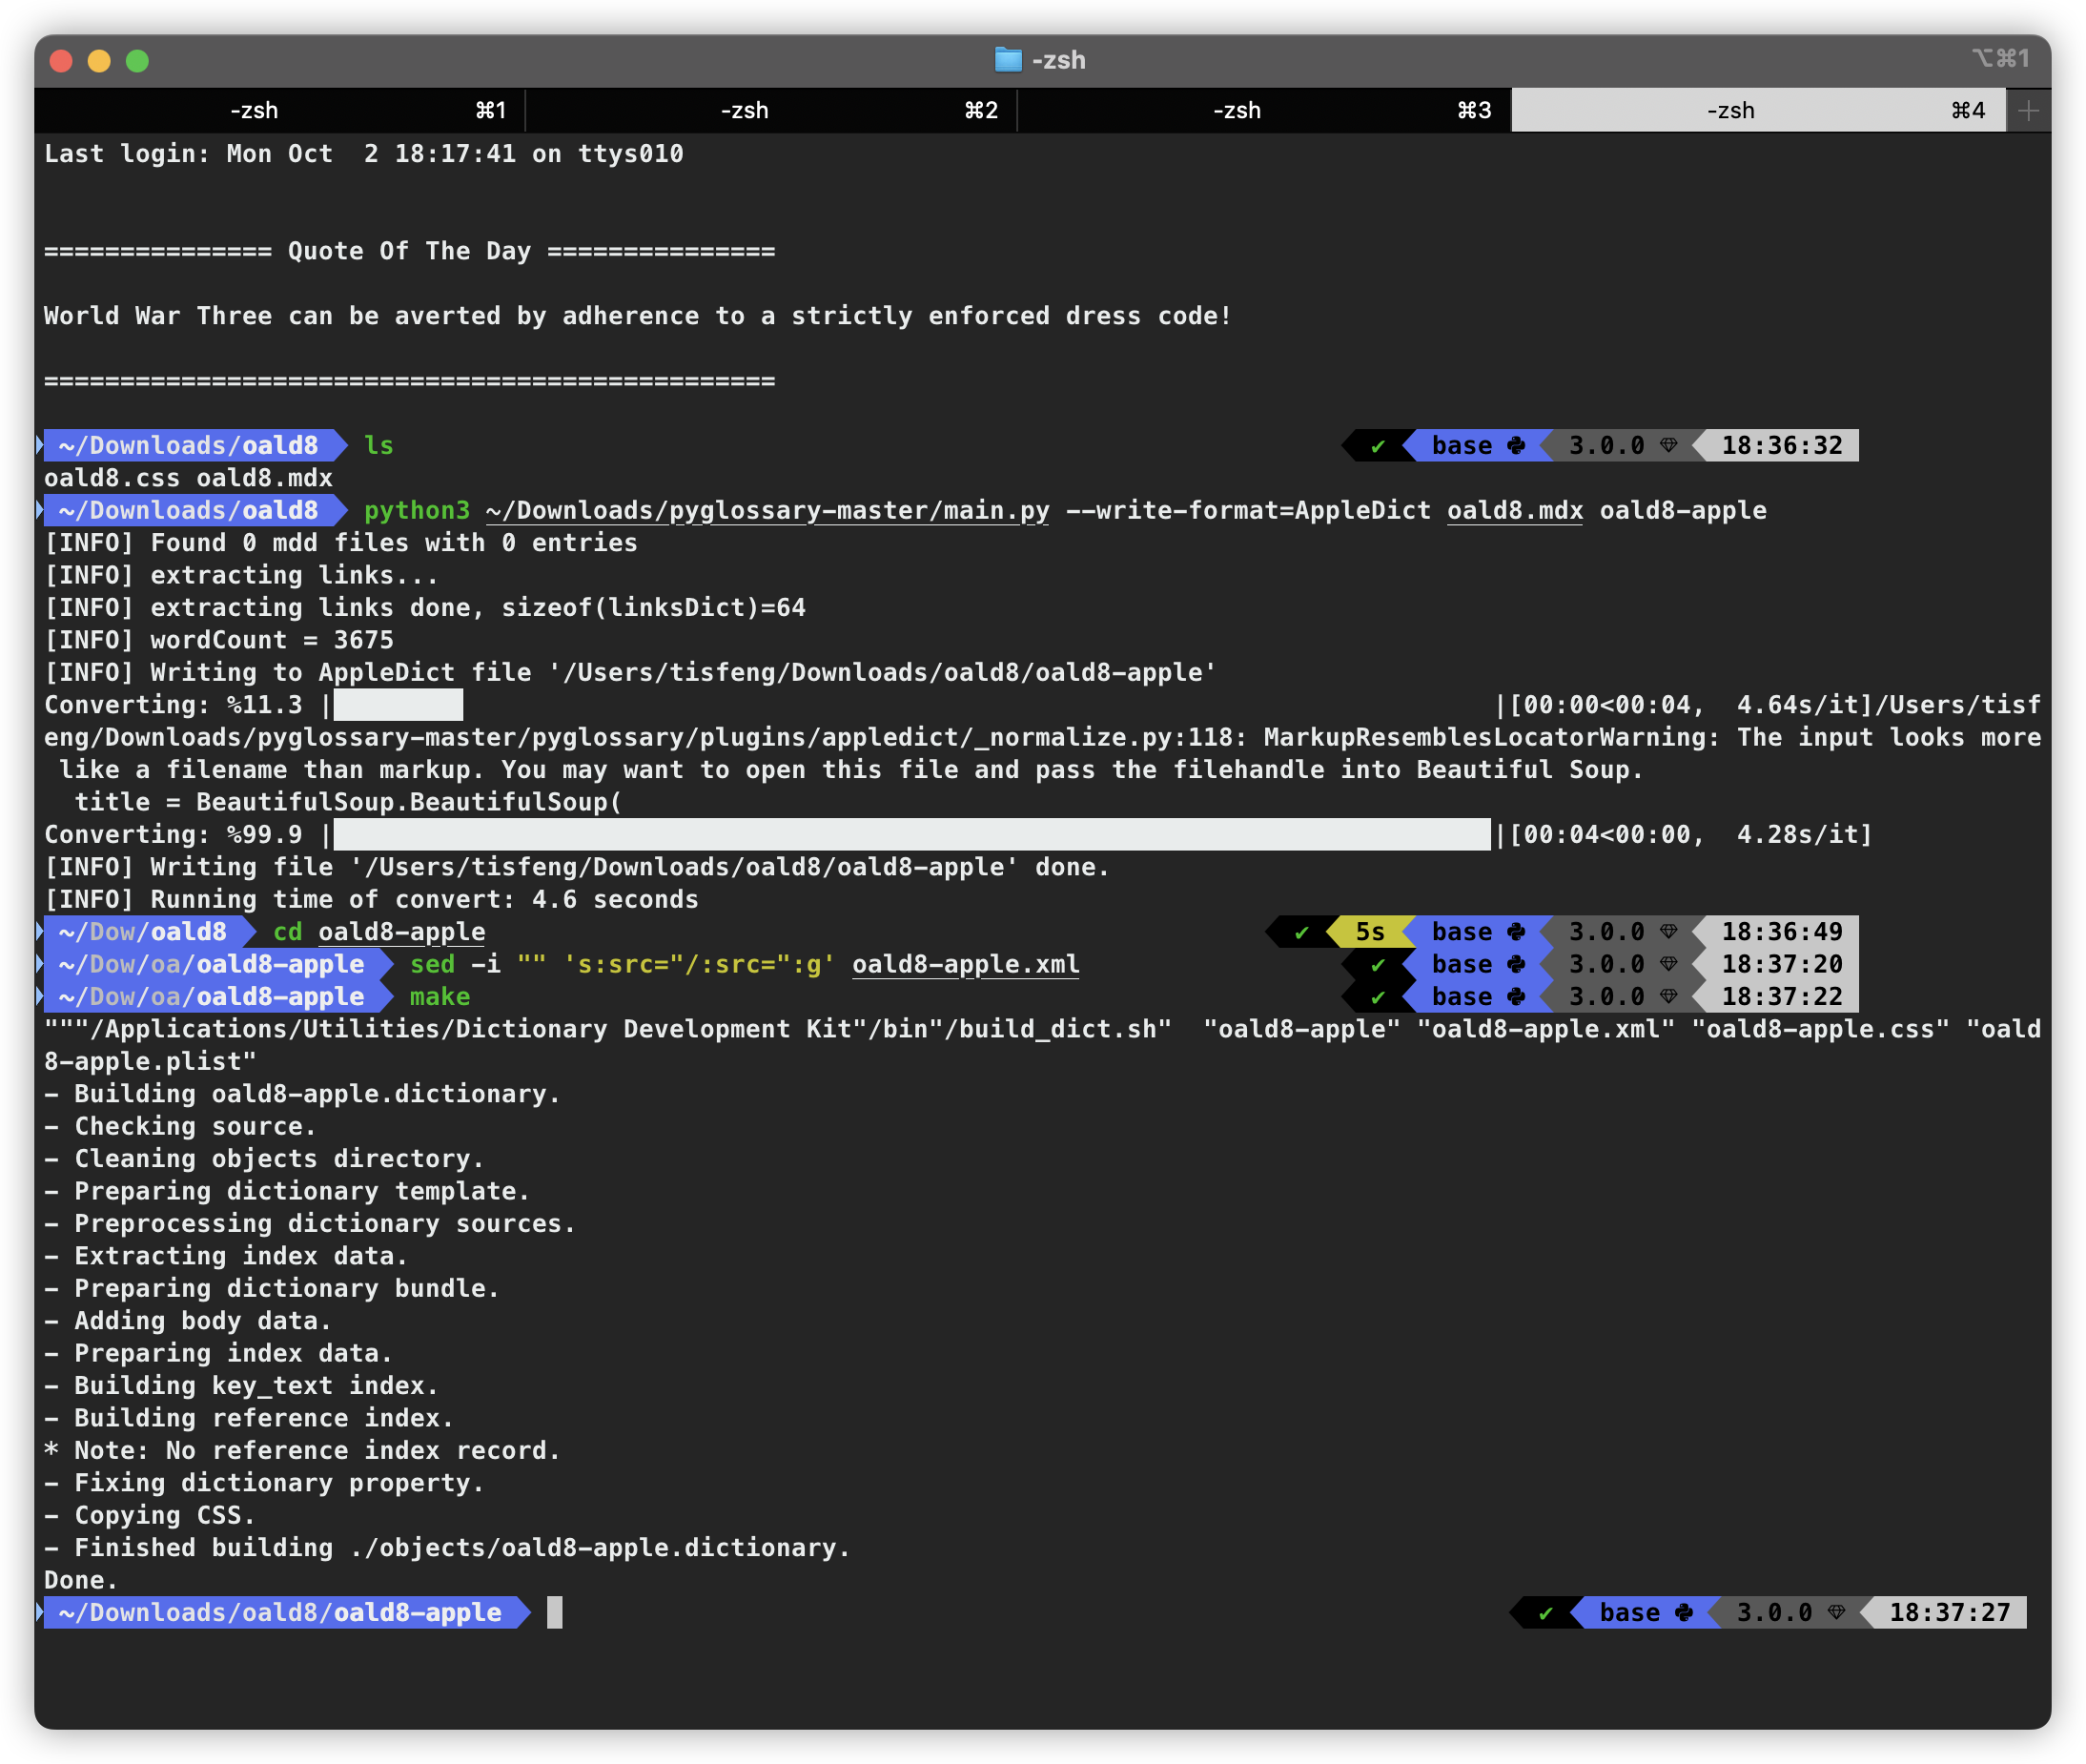 -zsh ⌥⌘1
-zsh ⌘1 -zsh ⌘2 -zsh ⌘3 -zsh ⌘4 +
Last login: Mon Oct  2 18:17:41 on ttys010
=============== Quote Of The Day ===============
World War Three can be averted by adherence to a strictly enforced dress code!
================================================
~/Downloads/oald8 ls ✔ base 3.0.0 18:36:32
oald8.css oald8.mdx
~/Downloads/oald8 python3 ~/Downloads/pyglossary-master/main.py --write-format=AppleDict oald8.mdx oald8-apple
[INFO] Found 0 mdd files with 0 entries
[INFO] extracting links...
[INFO] extracting links done, sizeof(linksDict)=64
[INFO] wordCount = 3675
[INFO] Writing to AppleDict file '/Users/tisfeng/Downloads/oald8/oald8-apple'
Converting: %11.3 | |[00:00<00:04,  4.64s/it]/Users/tisf
eng/Downloads/pyglossary-master/pyglossary/plugins/appledict/_normalize.py:118: MarkupResemblesLocatorWarning: The input looks more
 like a filename than markup. You may want to open this file and pass the filehandle into Beautiful Soup.
  title = BeautifulSoup.BeautifulSoup(
Converting: %99.9 | |[00:04<00:00,  4.28s/it]
[INFO] Writing file '/Users/tisfeng/Downloads/oald8/oald8-apple' done.
[INFO] Running time of convert: 4.6 seconds
~/Dow/oald8 cd oald8-apple ✔ 5s base 3.0.0 18:36:49
~/Dow/oa/oald8-apple sed -i "" 's:src="/:src=":g' oald8-apple.xml ✔ base 3.0.0 18:37:20
~/Dow/oa/oald8-apple make ✔ base 3.0.0 18:37:22
"""/Applications/Utilities/Dictionary Development Kit"/bin"/build_dict.sh"  "oald8-apple" "oald8-apple.xml" "oald8-apple.css" "oald
8-apple.plist"
- Building oald8-apple.dictionary.
- Checking source.
- Cleaning objects directory.
- Preparing dictionary template.
- Preprocessing dictionary sources.
- Extracting index data.
- Preparing dictionary bundle.
- Adding body data.
- Preparing index data.
- Building key_text index.
- Building reference index.
* Note: No reference index record.
- Fixing dictionary property.
- Copying CSS.
- Finished building ./objects/oald8-apple.dictionary.
Done.
~/Downloads/oald8/oald8-apple ✔ base 3.0.0 18:37:27